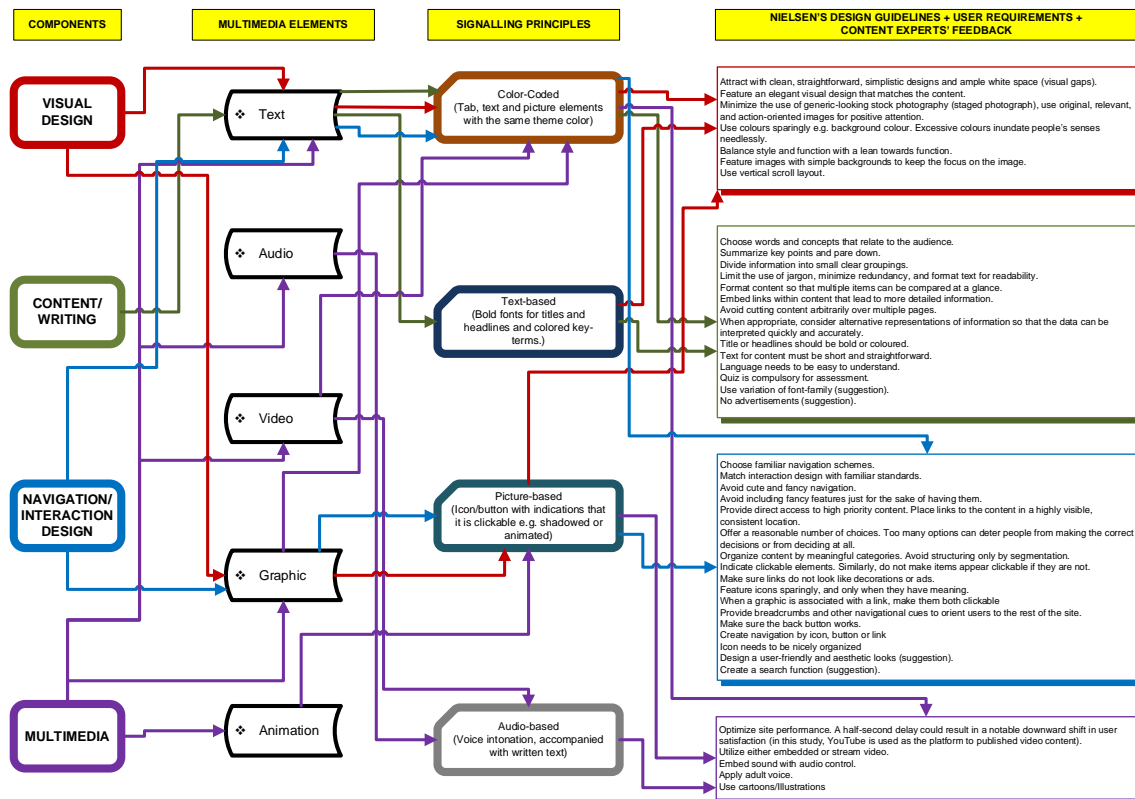 COMPONENTS
MULTIMEDIA ELEMENTS
SIGNALLING PRINCIPLES
NIELSEN'S DESIGN GUIDELINES + USER REQUIREMENTS +
CONTENT EXPERTS' FEEDBACK
VISUAL
DESIGN
CONTENT/
WRITING
NAVIGATION/
INTERACTION
DESIGN
MULTIMEDIA
❖ Text
❖ Audio
❖ Video
❖ Graphic
❖ Animation
Color-Coded
(Tab, text and picture elements
with the same theme color)
Text-based
(Bold fonts for titles and
headlines and colored key-
terms.)
Picture-based
(Icon/button with indications that
it is clickable e.g. shadowed or
animated)
Audio-based
(Voice intonation, accompanied
with written text)
Attract with clean, straightforward, simplistic designs and ample white space (visual gaps).
Feature an elegant visual design that matches the content.
Minimize the use of generic-looking stock photography (staged photograph), use original, relevant,
and action-oriented images for positive attention.
Use colours sparingly e.g. background colour. Excessive colours inundate people's senses
needlessly.
Balance style and function with a lean towards function.
Feature images with simple backgrounds to keep the focus on the image.
Use vertical scroll layout.
Choose words and concepts that relate to the audience.
Summarize key points and pare down.
Divide information into small clear groupings.
Limit the use of jargon, minimize redundancy, and format text for readability.
Format content so that multiple items can be compared at a glance.
Embed links within content that lead to more detailed information.
Avoid cutting content arbitrarily over multiple pages.
When appropriate, consider alternative representations of information so that the data can be
interpreted quickly and accurately.
Title or headlines should be bold or coloured.
Text for content must be short and straightforward.
Language needs to be easy to understand.
Quiz is compulsory for assessment.
Use variation of font-family (suggestion).
No advertisements (suggestion).
Choose familiar navigation schemes.
Match interaction design with familiar standards.
Avoid cute and fancy navigation.
Avoid including fancy features just for the sake of having them.
Provide direct access to high priority content. Place links to the content in a highly visible,
consistent location.
Offer a reasonable number of choices. Too many options can deter people from making the correct
decisions or from deciding at all.
Organize content by meaningful categories. Avoid structuring only by segmentation.
Indicate clickable elements. Similarly, do not make items appear clickable if they are not.
Make sure links do not look like decorations or ads.
Feature icons sparingly, and only when they have meaning.
When a graphic is associated with a link, make them both clickable
Provide breadcrumbs and other navigational cues to orient users to the rest of the site.
Make sure the back button works.
Create navigation by icon, button or link
Icon needs to be nicely organized
Design a user-friendly and aesthetic looks (suggestion).
Create a search function (suggestion).
Optimize site performance. A half-second delay could result in a notable downward shift in user
satisfaction (in this study, YouTube is used as the platform to published video content).
Utilize either embedded or stream video.
Embed sound with audio control.
Apply adult voice.
Use cartoons/Illustrations